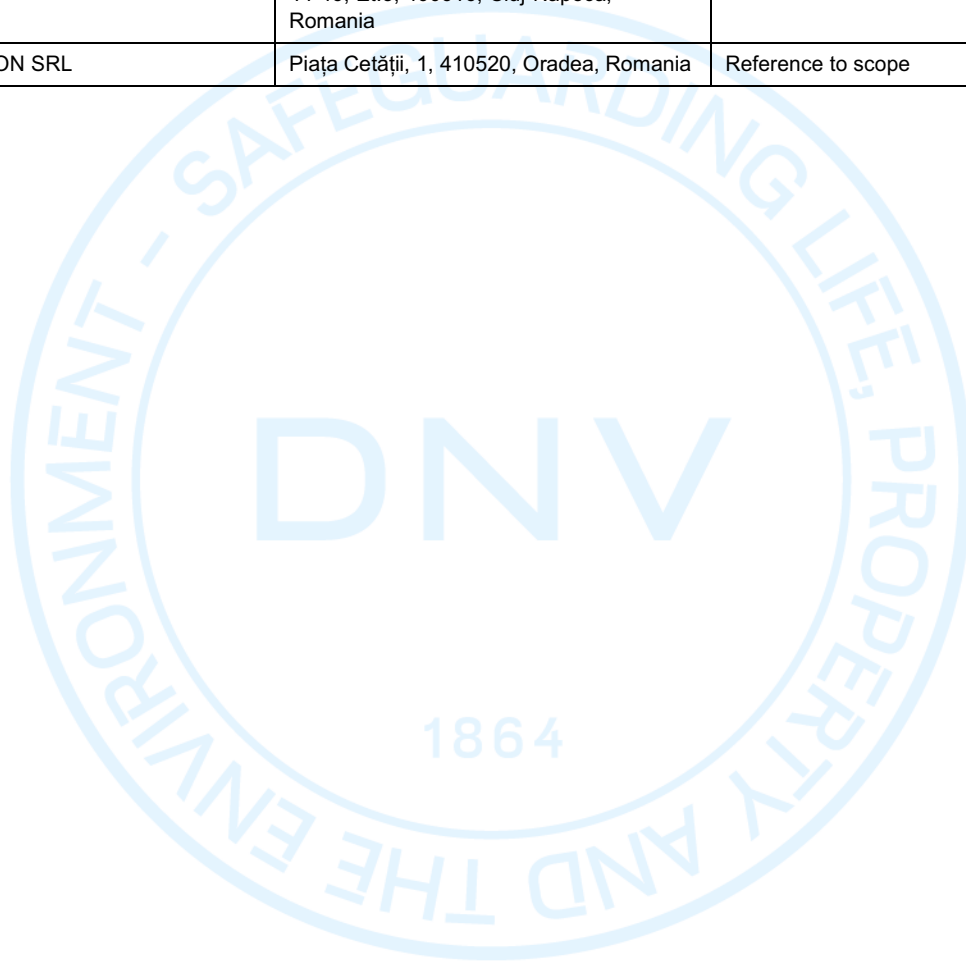 Romania
ON SRL Piața Cetății, 1, 410520, Oradea, Romania Reference to scope
SAFEGUARDING LIFE, PROPERTY AND THE ENVIRONMENT -
DNV
1864